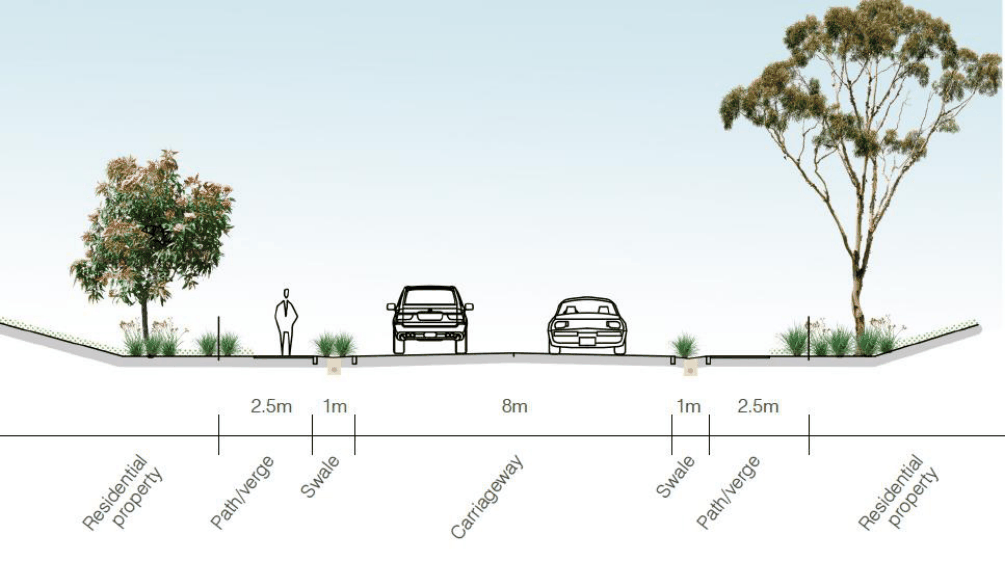 2.5m
1m
8m
1m
2.5m
Residential
property
Path/verge
Swale
Carriageway
Swale
Path/verge
Residential
property